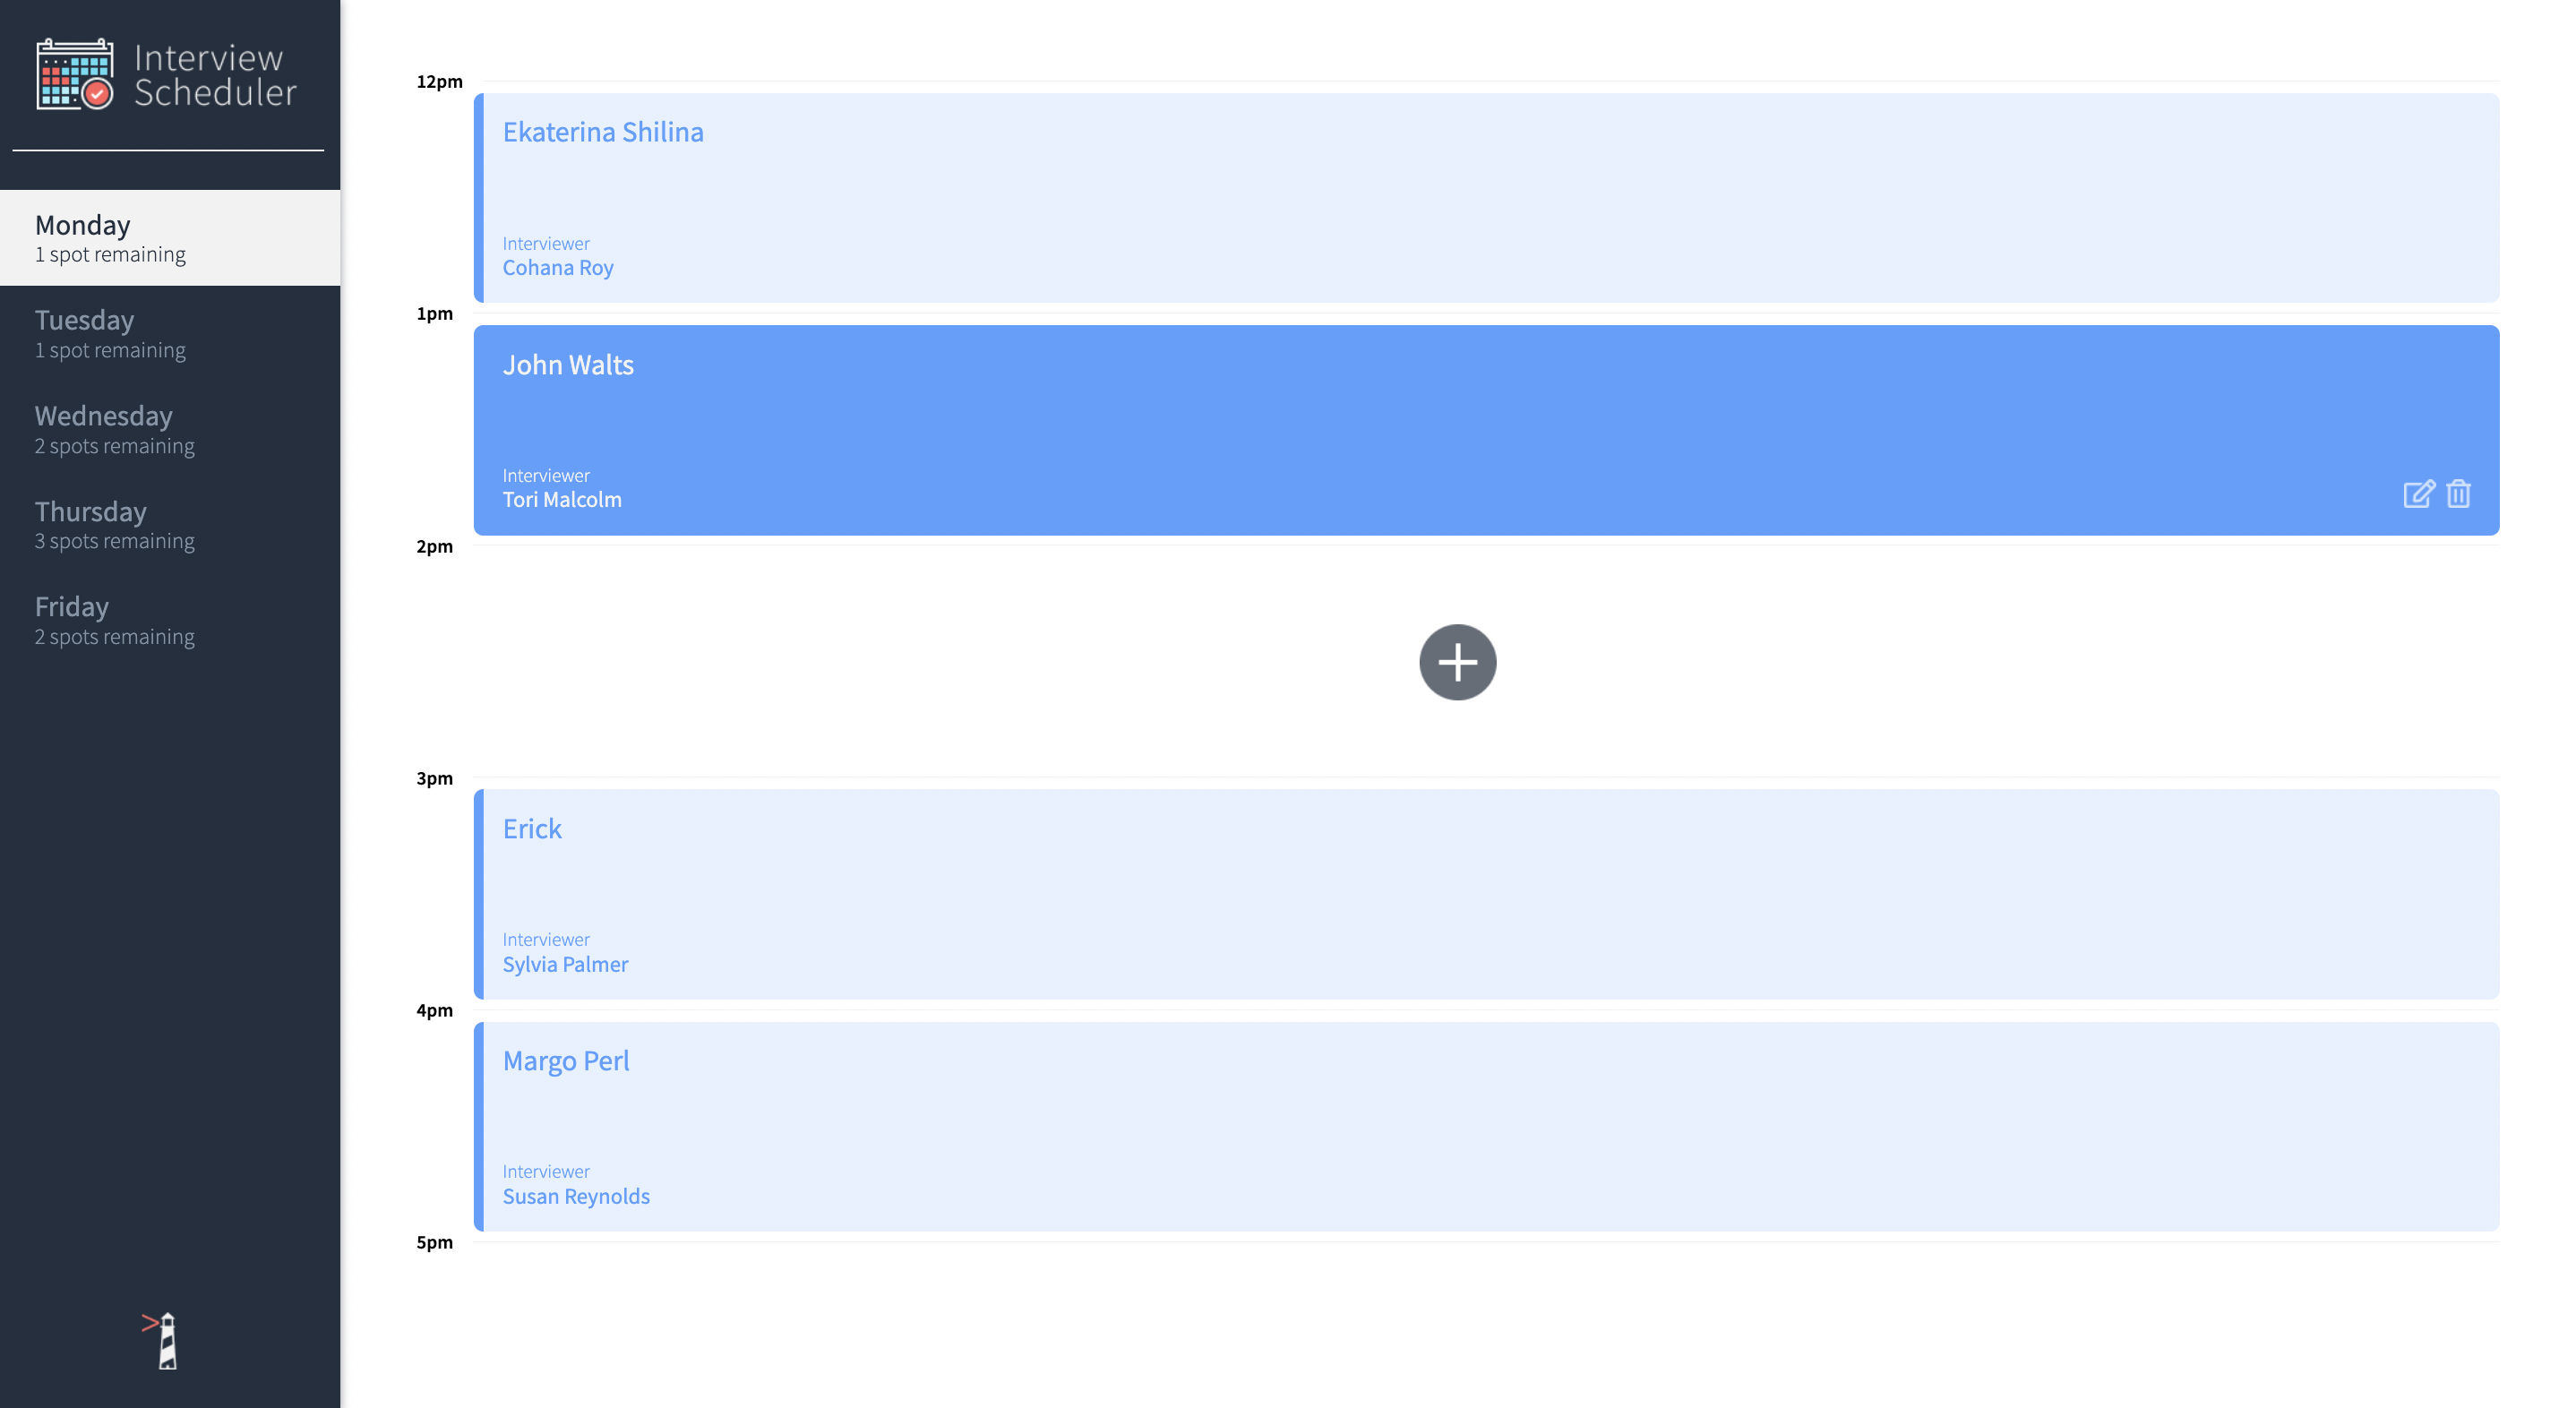 Interview
Scheduler
Monday
1 spot remaining
Tuesday
1 spot remaining
Wednesday
2 spots remaining
Thursday
3 spots remaining
Friday
2 spots remaining
12pm
Ekaterina Shilina
Interviewer
Cohana Roy
1pm
John Walts
Interviewer
Tori Malcolm
2pm
3pm
Erick
Interviewer
Sylvia Palmer
4pm
Margo Perl
Interviewer
Susan Reynolds
5pm